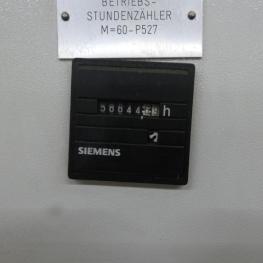 BETRIEBS-
STUNDENZÄHLER
M=60-P527
h
SIEMENS